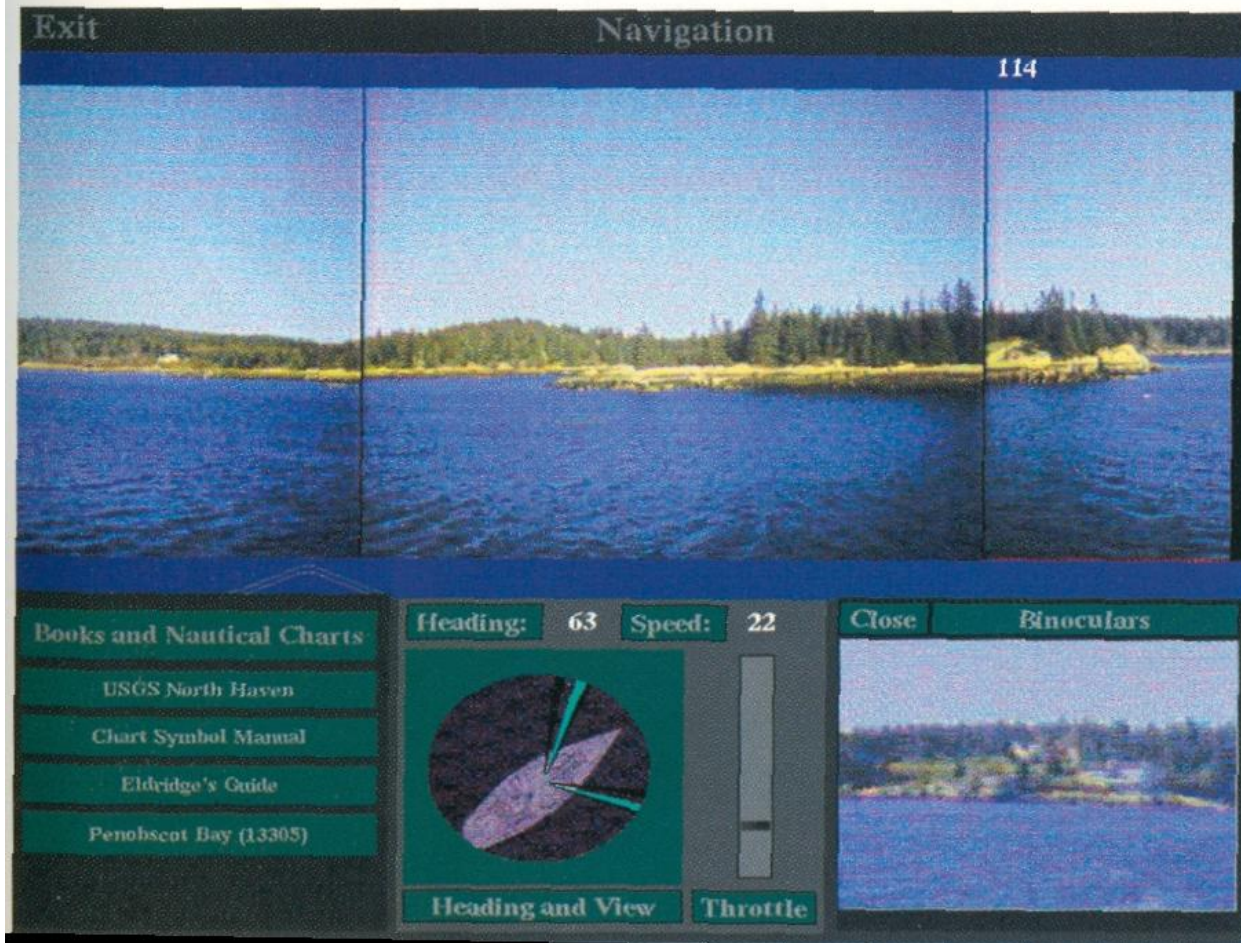 Exit
Navigation
114
Books and Nautical Charts
USGS North Haven
Chart Symbol Manual
Eldridge's Guide
Penobscot Bay (13305)
Heading: 63 Speed: 22
Heading and View
Throttle
Close
Binoculars